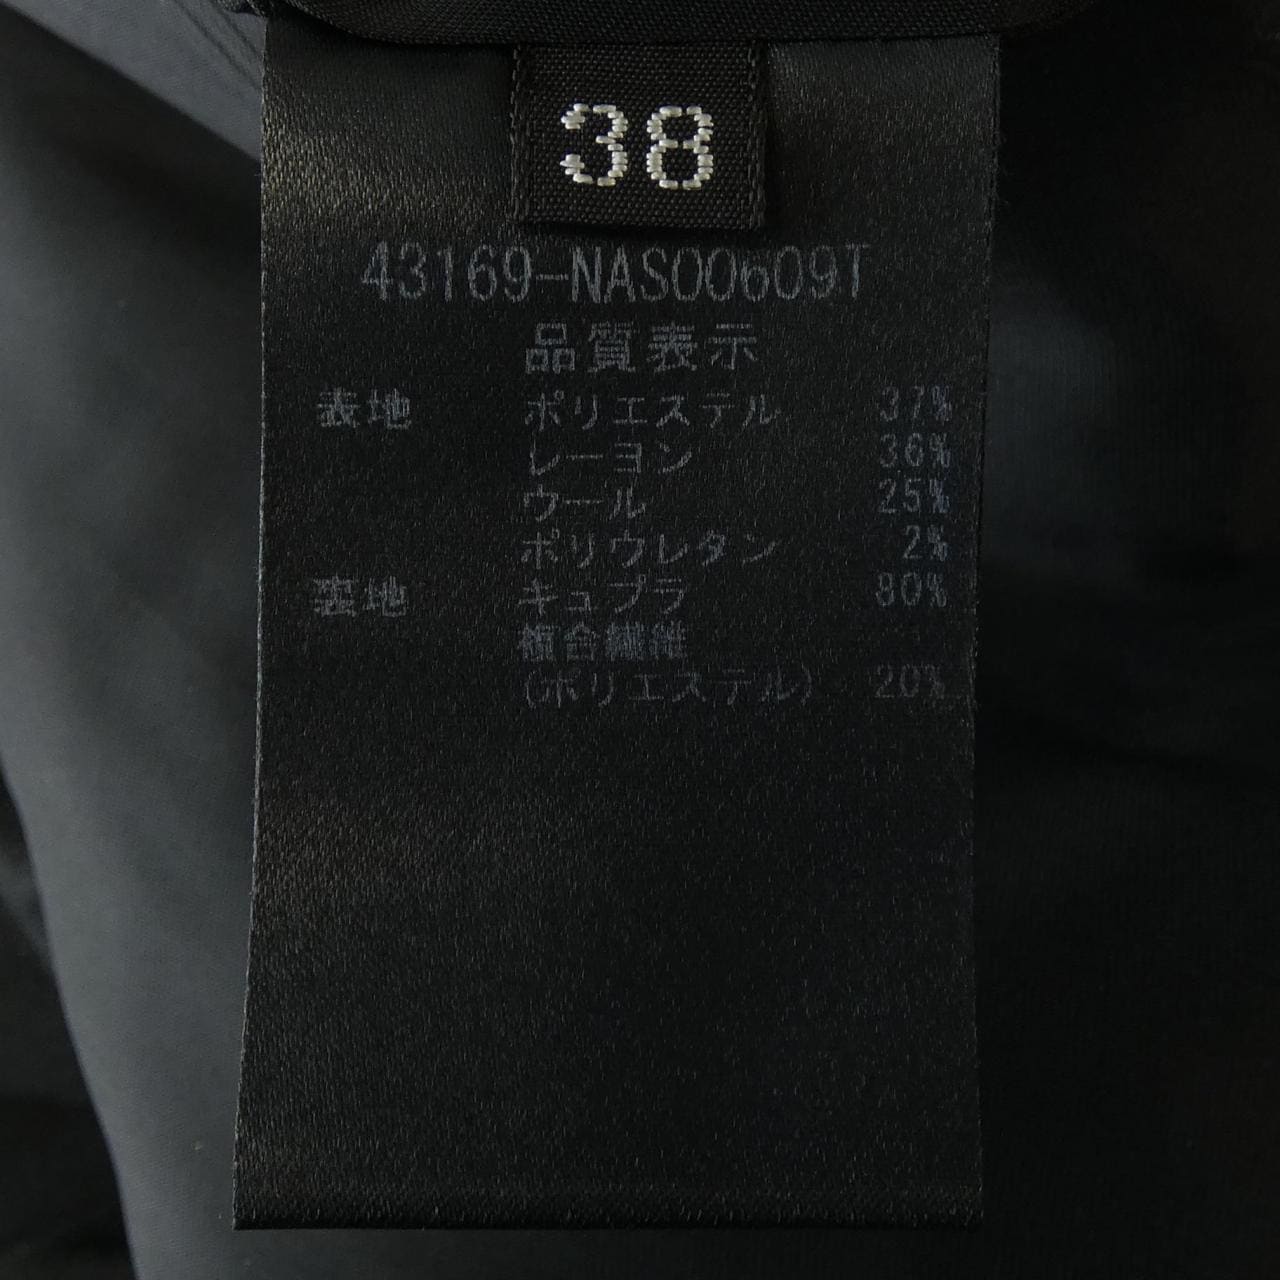 38
43169-NAS00609T
品質表示
表地 ポリエステル 37%
レーヨン 36%
ウール 25%
ポリウレタン 2%
裏地 キュプラ 80%
複合繊維
(ポリエステル) 20%